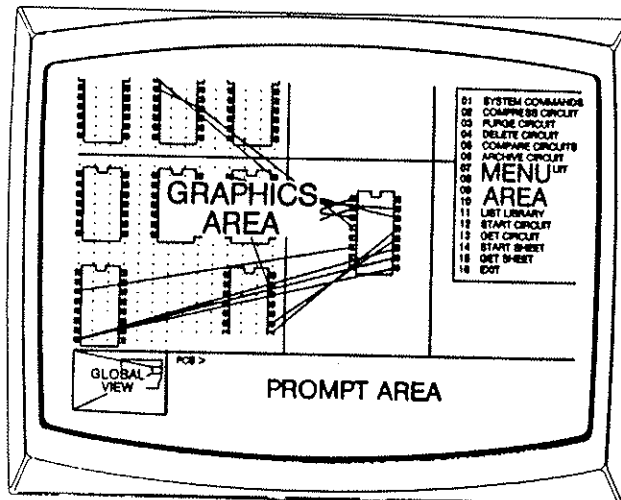 GRAPHICS
AREA
01 SYSTEM COMMANDS
02 COMPRESS CIRCUIT
03 PURGE CIRCUIT
04 DELETE CIRCUIT
05 COMPARE CIRCUITS
06 ARCHIVE CIRCUIT
07
08
09
10
MENU
AREA
11 LIST LIBRARY
12 START CIRCUIT
13 GET CIRCUIT
14 START SHEET
15 GET SHEET
16 EXIT
GLOBAL
VIEW
PCB >
PROMPT AREA